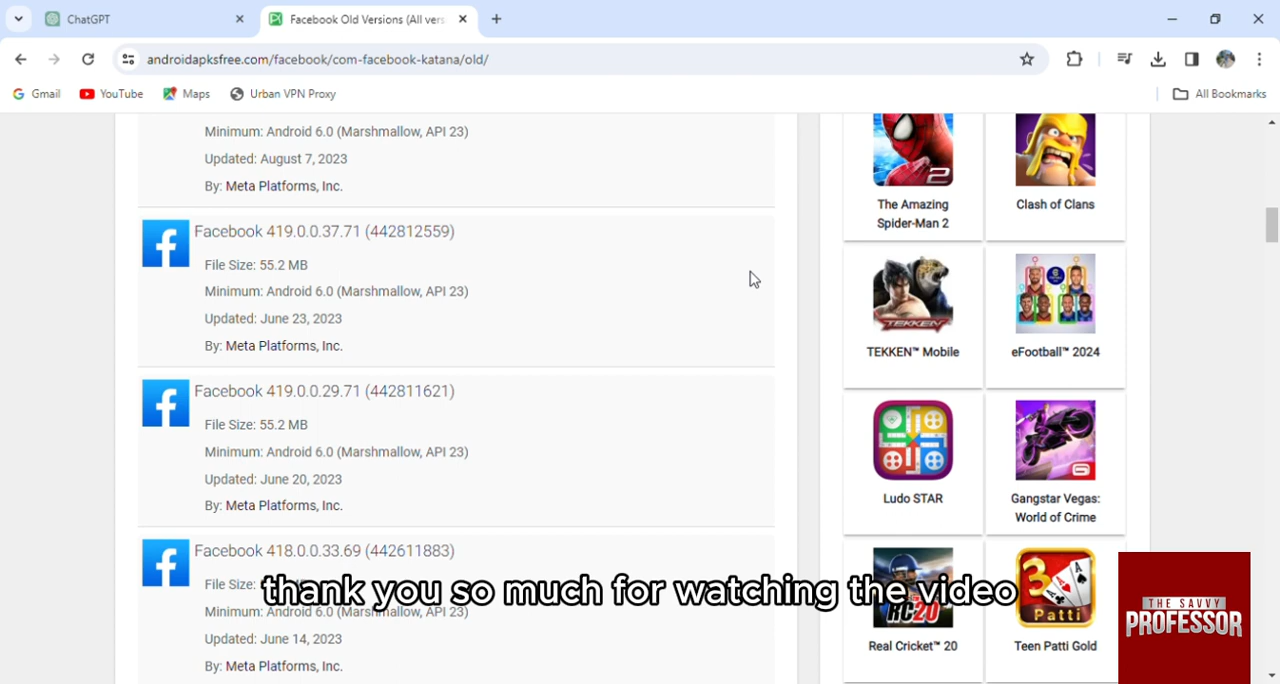 ChatGPT
Facebook Old Versions (All vers
androidapksfree.com/facebook/com-facebook-katana/old/
Gmail
YouTube
Maps
Urban VPN Proxy
All Bookmarks
Minimum: Android 6.0 (Marshmallow, API 23)
Updated: August 7, 2023
By: Meta Platforms, Inc.
Facebook 419.0.0.37.71 (442812559)
File Size: 55.2 MB
Minimum: Android 6.0 (Marshmallow, API 23)
Updated: June 23, 2023
By: Meta Platforms, Inc.
Facebook 419.0.0.29.71 (442811621)
File Size: 55.2 MB
Minimum: Android 6.0 (Marshmallow, API 23)
Updated: June 20, 2023
By: Meta Platforms, Inc.
Facebook 418.0.0.33.69 (442611883)
File Size:
Minimum: Android 6.0 (Marshmallow, API 23)
Updated: June 14, 2023
By: Meta Platforms, Inc.
thank you so much for watching the video
2
The Amazing
Spider-Man 2
Clash of Clans
TEKKEN
TEKKEN™ Mobile
eFootball™ 2024
Ludo STAR
Gangstar Vegas:
World of Crime
RC20
Real Cricket™ 20
3
A
A
Patti
Teen Patti Gold
THE SAVVY
PROFESSOR